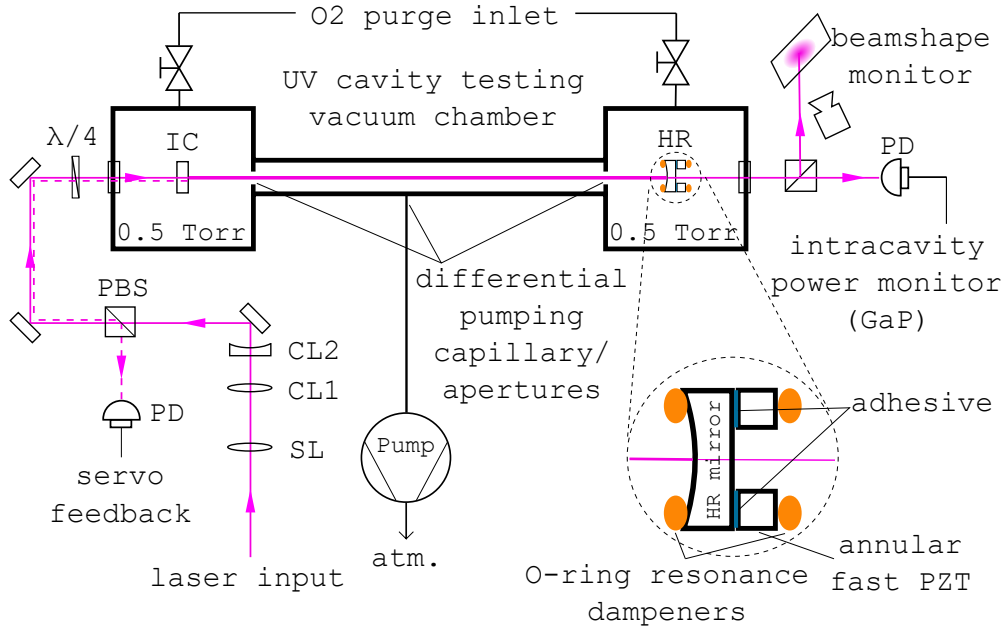 O2 purge inlet
UV cavity testing
vacuum chamber
beamshape
monitor
λ/4
IC
HR
PD
0.5 Torr
0.5 Torr
intracavity
power monitor
(GaP)
differential
pumping
capillary/
apertures
PBS
CL2
CL1
SL
PD
servo
feedback
Pump
atm.
laser input
HR mirror
adhesive
annular
fast PZT
O-ring resonance
dampeners